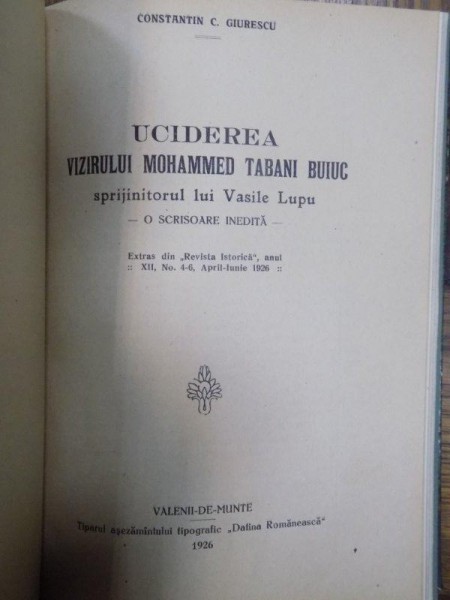 CONSTANTIN C. GIURESCU
UCIDEREA
VIZIRULUI MOHAMMED TABANI BUIUC
sprijinitorul lui Vasile Lupu
— O SCRISOARE INEDITĂ —
Extras din „Revista Istorică“, anul
:: XII, No. 4-6, April-Iunie 1926 ::
VALENII-DE-MUNTE
Tiparul așezămîntului tipografic „Datina Românească“
1926